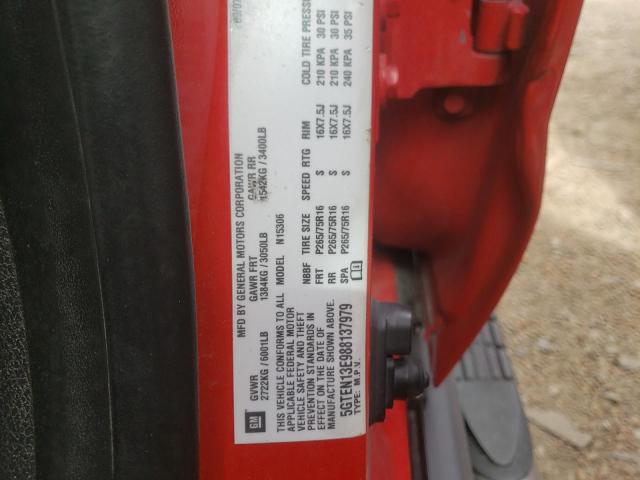 MFD BY GENERAL MOTORS CORPORATION
GVWR GAWR FRT GAWR RR
2722KG / 6001LB 1384KG / 3050LB 1542KG / 3400LB
GM
THIS VEHICLE CONFORMS TO ALL
APPLICABLE FEDERAL MOTOR
VEHICLE SAFETY AND THEFT
PREVENTION STANDARDS IN
EFFECT ON THE DATE OF
MANUFACTURE SHOWN ABOVE.
5GTEN13E988137979
TYPE: M.P.V.
MODEL N15306
NBBF TIRE SIZE SPEED RTG RIM COLD TIRE PRESSURE
FRT P265/75R16 S 16X7.5J 210 KPA 30 PSI
RR P265/75R16 S 16X7.5J 210 KPA 30 PSI
SPA P265/75R16 S 16X7.5J 240 KPA 35 PSI